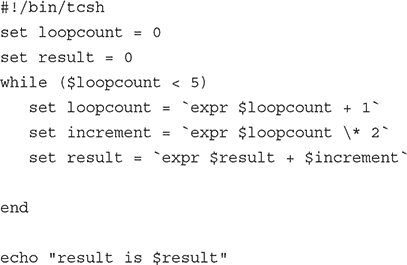 #!/bin/tcsh
set loopcount = 0
set result = 0
while ($loopcount < 5)
   set loopcount = `expr $loopcount + 1`
   set increment = `expr $loopcount \* 2`
   set result = `expr $result + $increment`

end

echo "result is $result"